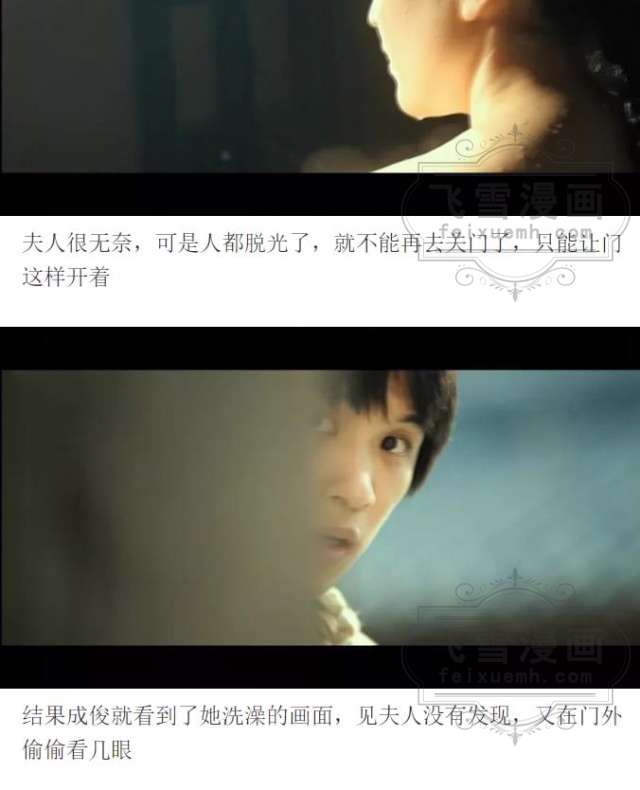 飞雪漫画
feixuemh.com
夫人很无奈，可是人都脱光了，就不能再去关门了，只能让门
这样开着
飞雪漫画
feixuemh.com
结果成俊就看到了她洗澡的画面，见夫人没有发现，又在门外
偷偷看几眼